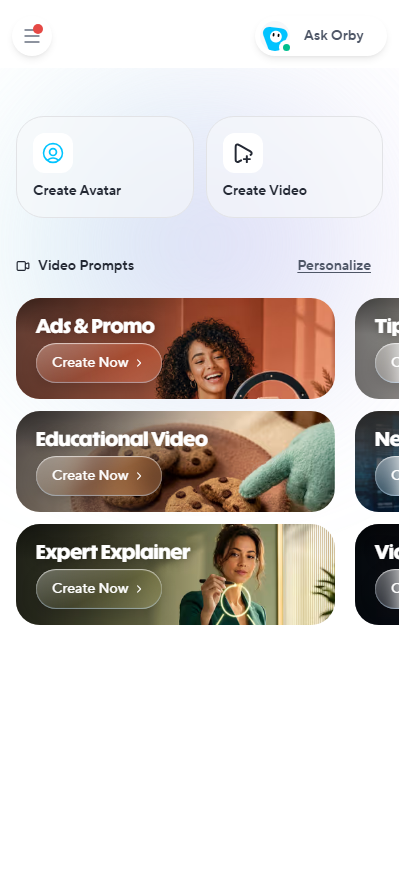 Ask Orby
Create Avatar
Create Video
Video Prompts
Personalize
Ads & Promo
Create Now
Educational Video
Create Now
Expert Explainer
Create Now